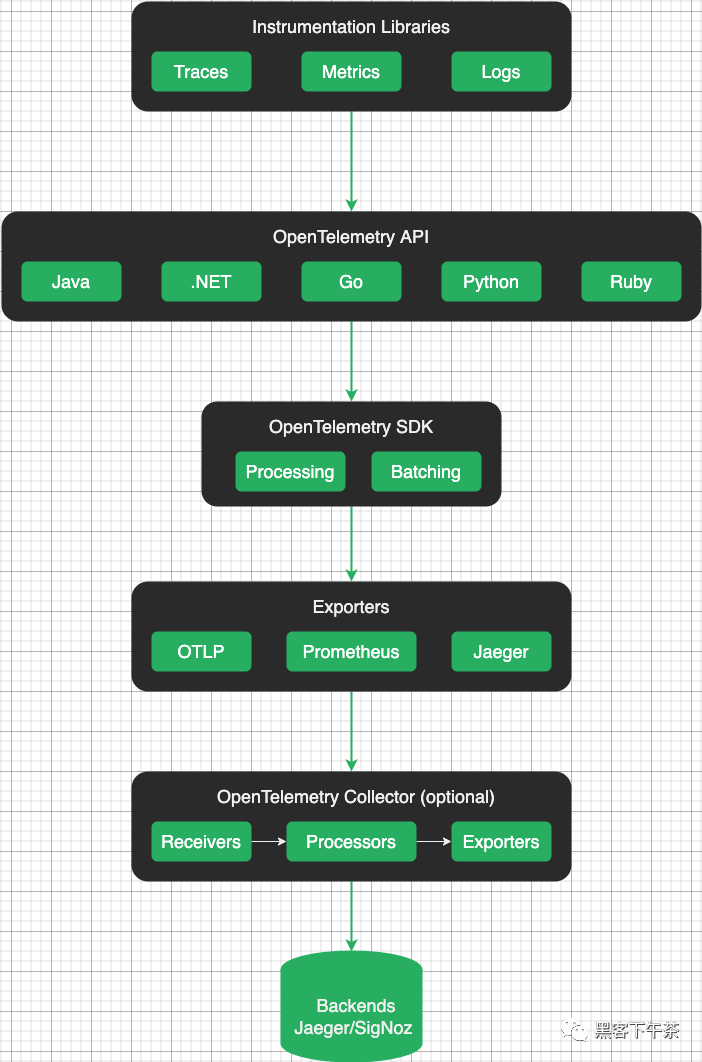 Instrumentation Libraries
Traces Metrics Logs
OpenTelemetry API
Java .NET Go Python Ruby
OpenTelemetry SDK
Processing Batching
Exporters
OTLP Prometheus Jaeger
OpenTelemetry Collector (optional)
Receivers Processors Exporters
Backends
Jaeger/SigNoz
黑客下午茶